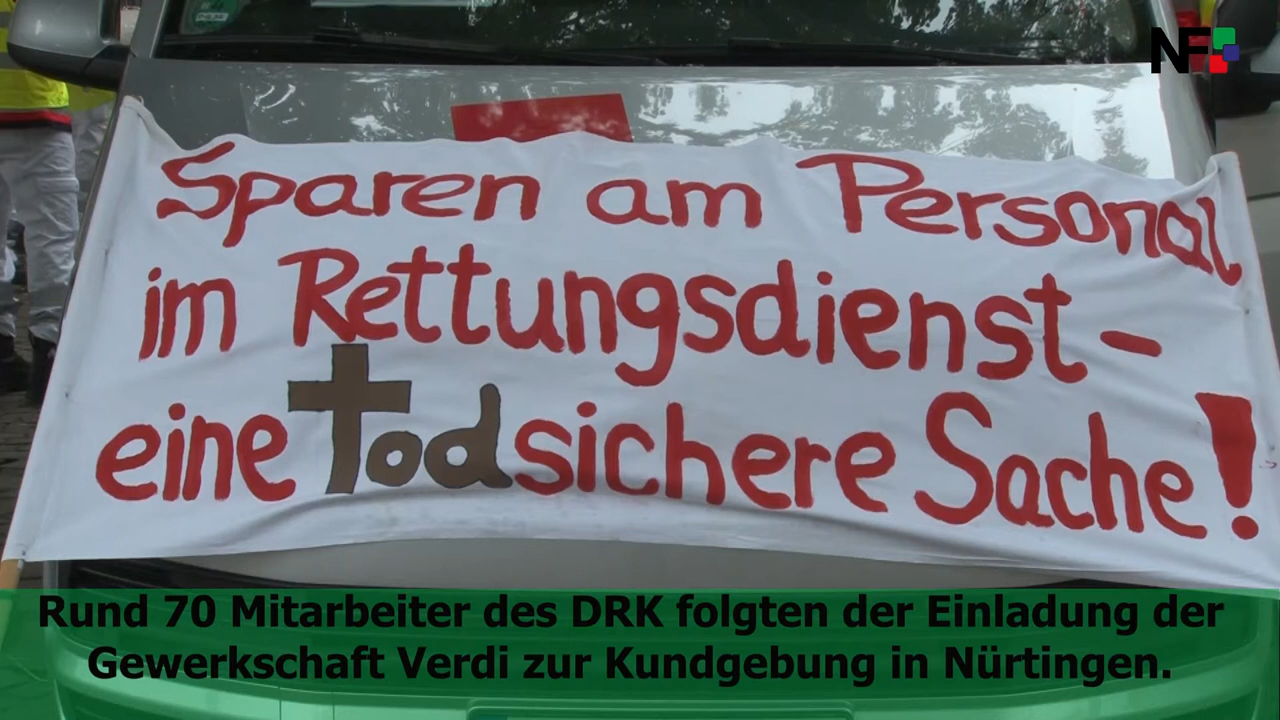 NF
Sparen am Personal
im Rettungsdienst -
eine Todsichere Sache!
Rund 70 Mitarbeiter des DRK folgten der Einladung der
Gewerkschaft Verdi zur Kundgebung in Nürtingen.